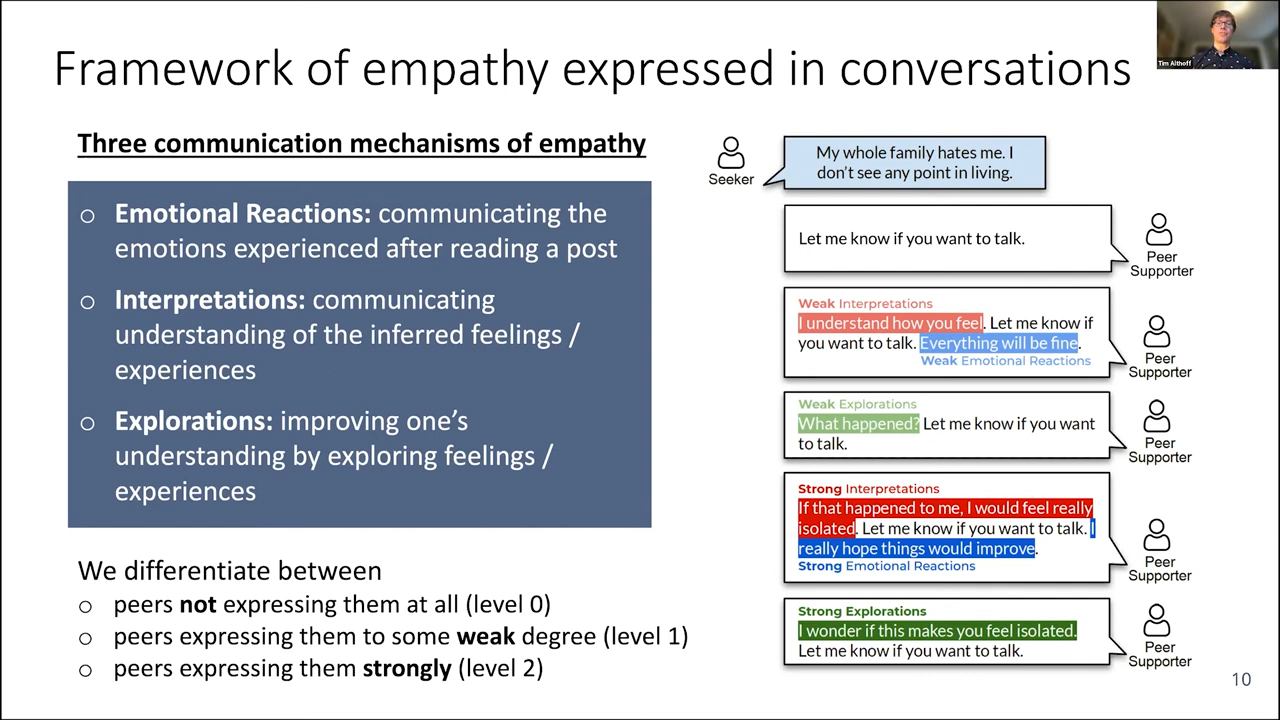 Framework of empathy expressed in conversations
Tim Althoff
Three communication mechanisms of empathy
o Emotional Reactions: communicating the
emotions experienced after reading a post
o Interpretations: communicating
understanding of the inferred feelings /
experiences
o Explorations: improving one's
understanding by exploring feelings /
experiences
We differentiate between
o peers not expressing them at all (level 0)
o peers expressing them to some weak degree (level 1)
o peers expressing them strongly (level 2)
Seeker
My whole family hates me. I
don't see any point in living.
Let me know if you want to talk.
Peer
Supporter
Weak Interpretations
I understand how you feel. Let me know if
you want to talk. Everything will be fine.
Weak Emotional Reactions
Peer
Supporter
Weak Explorations
What happened? Let me know if you want
to talk.
Peer
Supporter
Strong Interpretations
If that happened to me, I would feel really
isolated. Let me know if you want to talk. I
really hope things would improve.
Strong Emotional Reactions
Peer
Supporter
Strong Explorations
I wonder if this makes you feel isolated.
Let me know if you want to talk.
Peer
Supporter
10